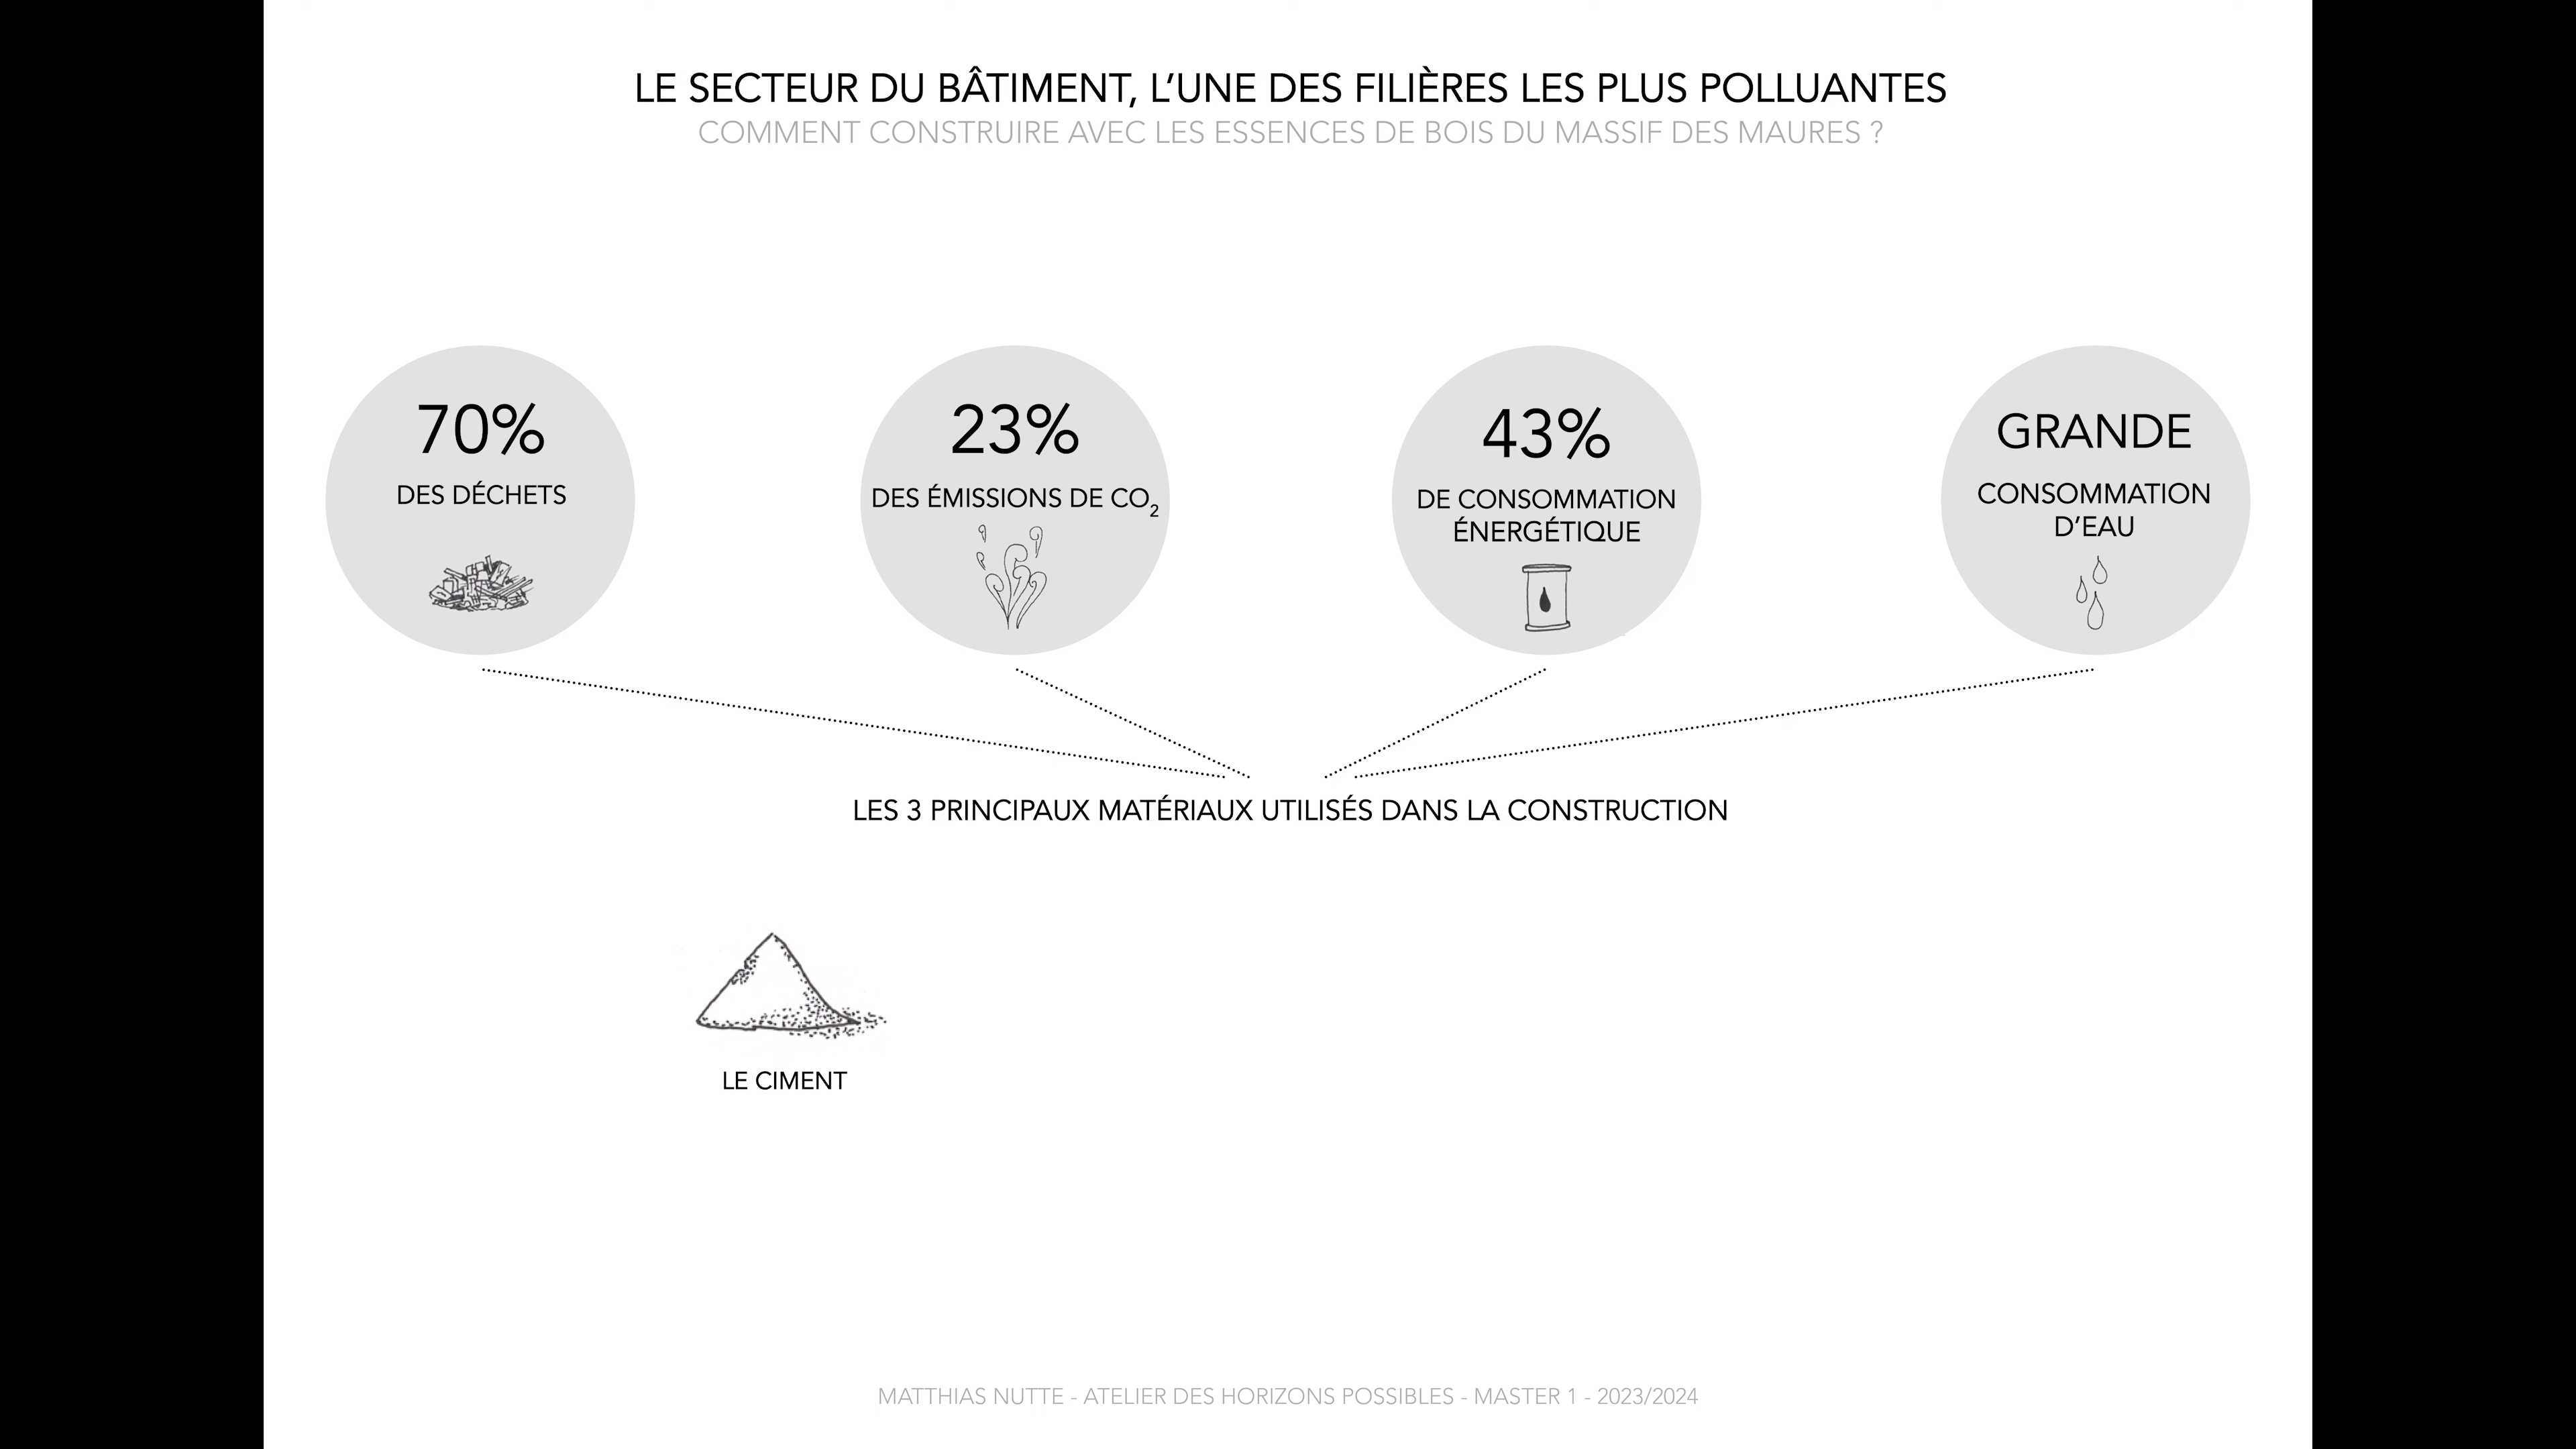 LE SECTEUR DU BÂTIMENT, L’UNE DES FILIÈRES LES PLUS POLLUANTES
COMMENT CONSTRUIRE AVEC LES ESSENCES DE BOIS DU MASSIF DES MAURES ?
70%
DES DÉCHETS
23%
DES ÉMISSIONS DE CO₂
43%
DE CONSOMMATION
ÉNERGÉTIQUE
GRANDE
CONSOMMATION
D’EAU
LES 3 PRINCIPAUX MATÉRIAUX UTILISÉS DANS LA CONSTRUCTION
LE CIMENT
MATTHIAS NUTTE - ATELIER DES HORIZONS POSSIBLES - MASTER 1 - 2023/2024